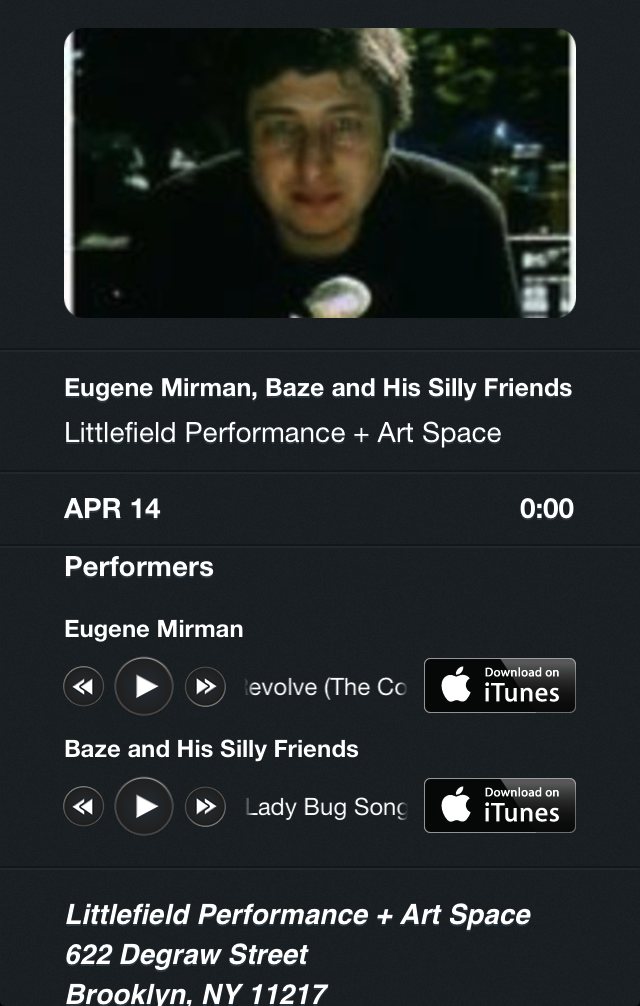 Eugene Mirman, Baze and His Silly Friends
Littlefield Performance + Art Space
APR 14
0:00
Performers
Eugene Mirman
evolve (The Co
Download on
iTunes
Baze and His Silly Friends
Lady Bug Song
Download on
iTunes
Littlefield Performance + Art Space
622 Degraw Street
Brooklyn, NY 11217